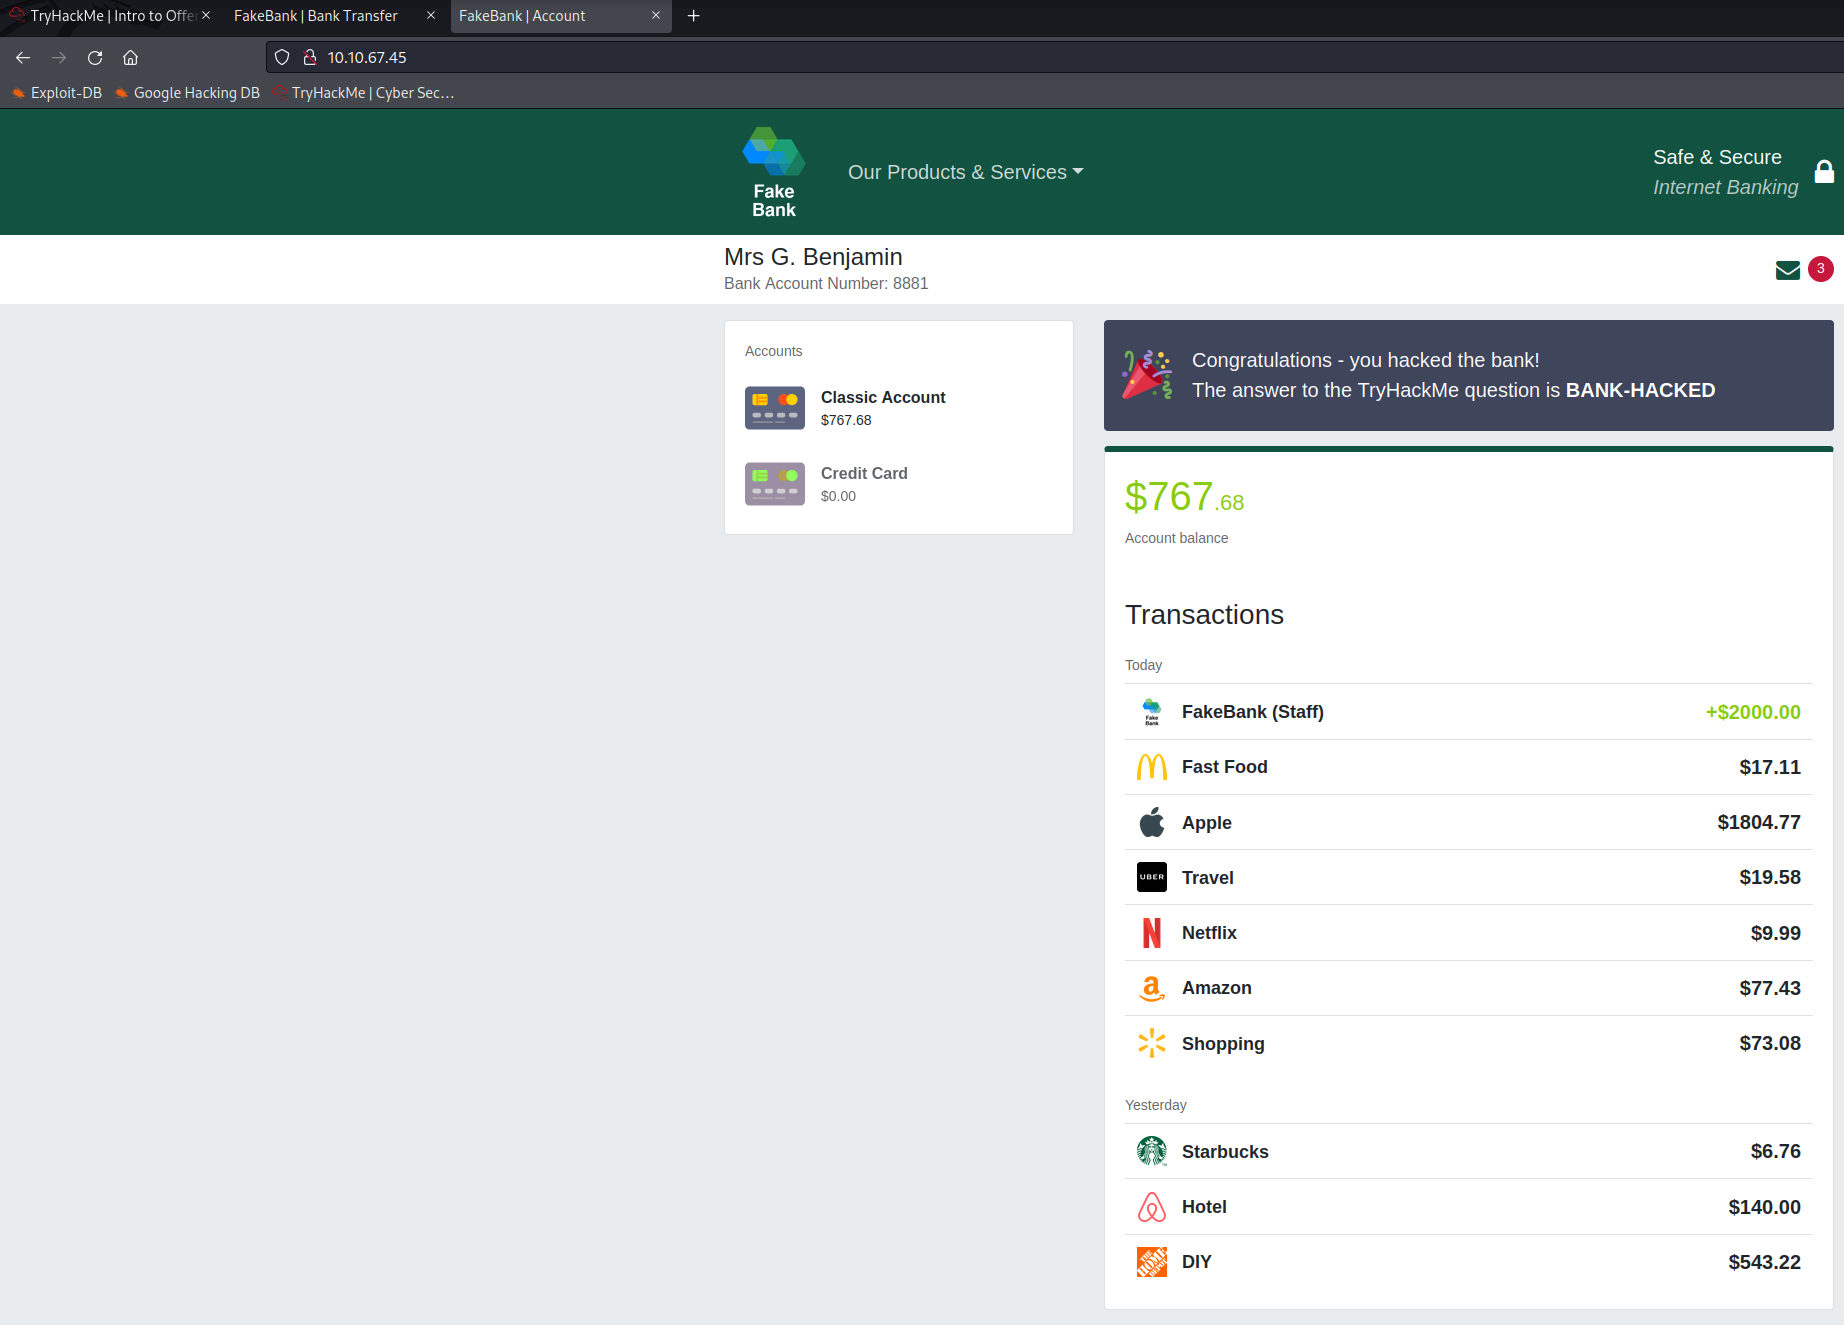 TryHackMe | Intro to Offe
FakeBank | Bank Transfer
FakeBank | Account
10.10.67.45
Exploit-DB
Google Hacking DB
TryHackMe | Cyber Sec…
Fake
Bank
Our Products & Services
Safe & Secure
Internet Banking
Mrs G. Benjamin
Bank Account Number: 8881
3
Accounts
Classic Account
$767.68
Credit Card
$0.00
Congratulations - you hacked the bank!
The answer to the TryHackMe question is BANK-HACKED
$767.68
Account balance
Transactions
Today
Fake
Bank
FakeBank (Staff) +$2000.00
Fast Food $17.11
Apple $1804.77
UBER Travel $19.58
Netflix $9.99
Amazon $77.43
Shopping $73.08
Yesterday
Starbucks $6.76
Hotel $140.00
THE HOME DEPOT
DIY $543.22